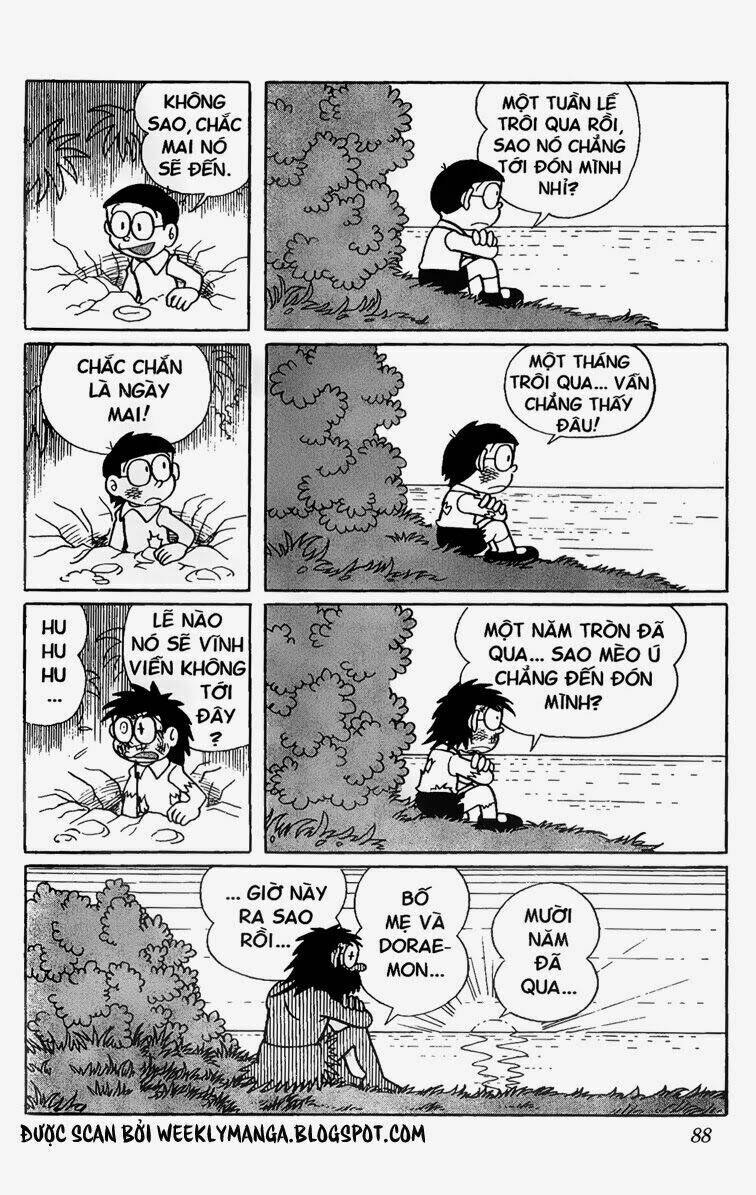 MỘT TUẦN LỄ
TRÔI QUA RỒI,
SAO NÓ CHẲNG
TỚI ĐÓN MÌNH
NHỈ?
KHÔNG
SAO, CHẮC
MAI NÓ
SẼ ĐẾN.
MỘT THÁNG
TRÔI QUA... VẪN
CHẲNG THẤY
ĐÂU!
CHẮC CHẮN
LÀ NGÀY
MAI!
MỘT NĂM TRÒN ĐÃ
QUA... SAO MÈO Ú
CHẲNG ĐẾN ĐÓN
MÌNH?
LẼ NÀO
NÓ SẼ VĨNH
VIỄN KHÔNG
TỚI
ĐÂY
?
HU
HU
HU
...
MƯỜI
NĂM
ĐÃ
QUA...
BỐ
MẸ VÀ
DORAE-
MON...
... GIỜ NÀY
RA SAO
RỒI...
ĐƯỢC SCAN BỞI WEEKLYMANGA.BLOGSPOT.COM
88